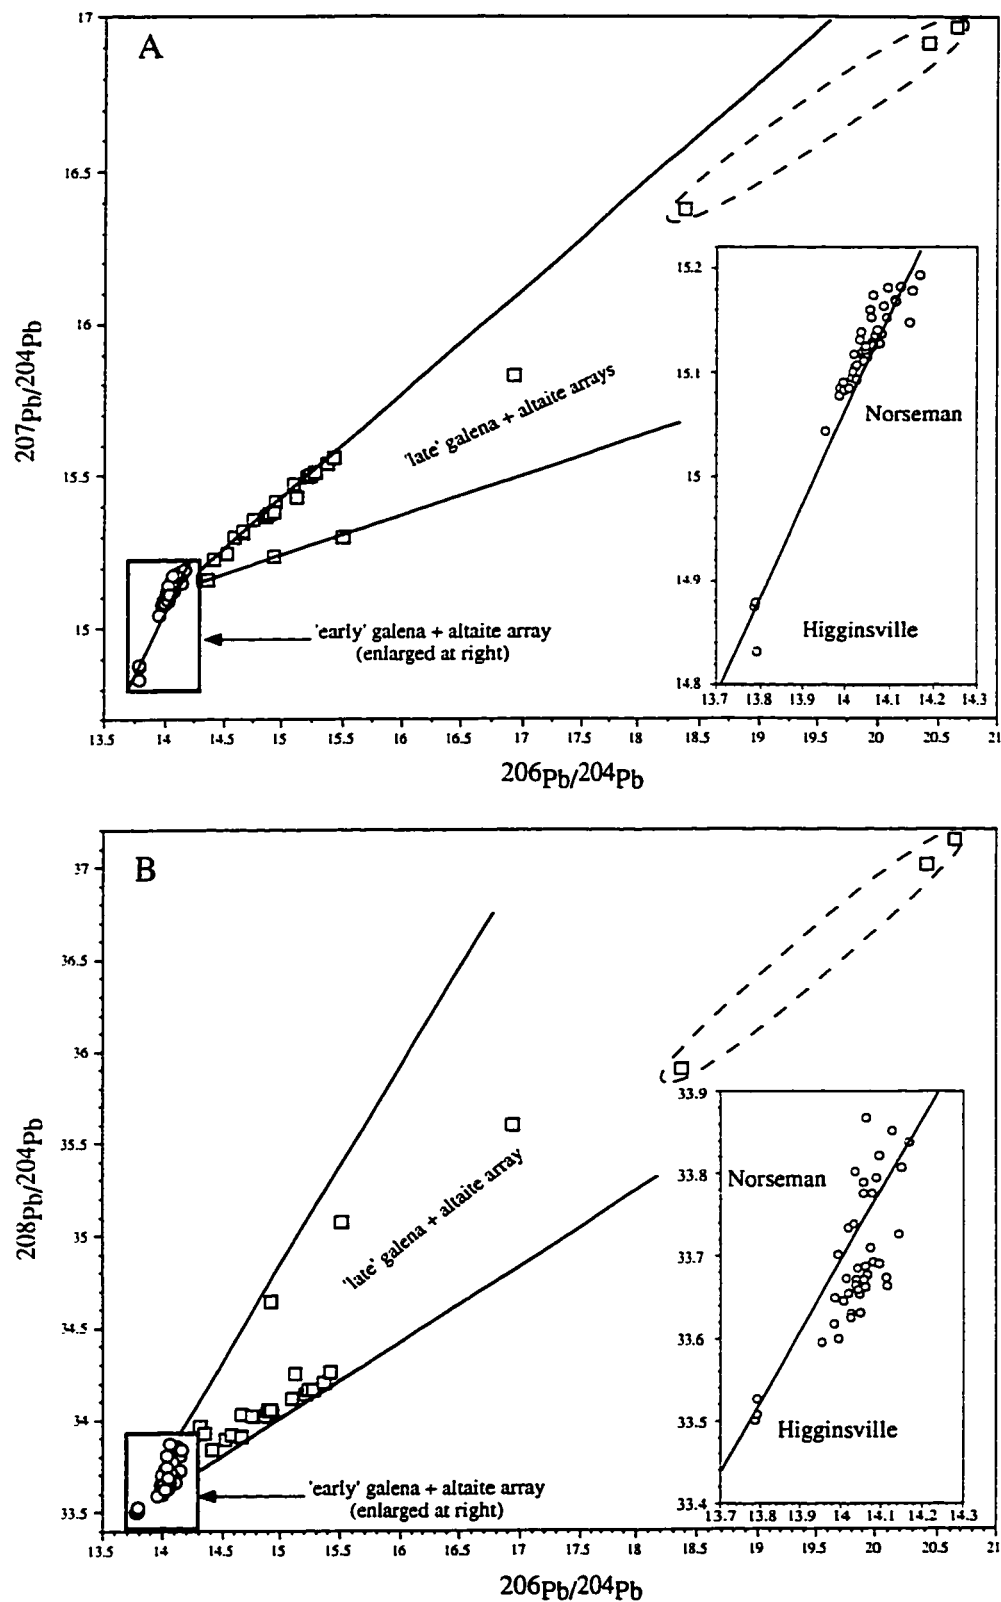 A
17
16.5
16
15.5
15
207Pb/204Pb
'late' galena + altaite arrays
'early' galena + altaite array
(enlarged at right)
15.2
15.1
15
14.9
14.8
Norseman
Higginsville
13.7 13.8 13.9 14 14.1 14.2 14.3
13.5 14 14.5 15 15.5 16 16.5 17 17.5 18 18.5 19 19.5 20 20.5 21
206Pb/204Pb
B
37
36.5
36
35.5
35
34.5
34
33.5
208Pb/204Pb
'late' galena + altaite array
'early' galena + altaite array
(enlarged at right)
33.9
33.8
33.7
33.6
33.5
33.4
Norseman
Higginsville
13.7 13.8 13.9 14 14.1 14.2 14.3
13.5 14 14.5 15 15.5 16 16.5 17 17.5 18 18.5 19 19.5 20 20.5 21
206Pb/204Pb